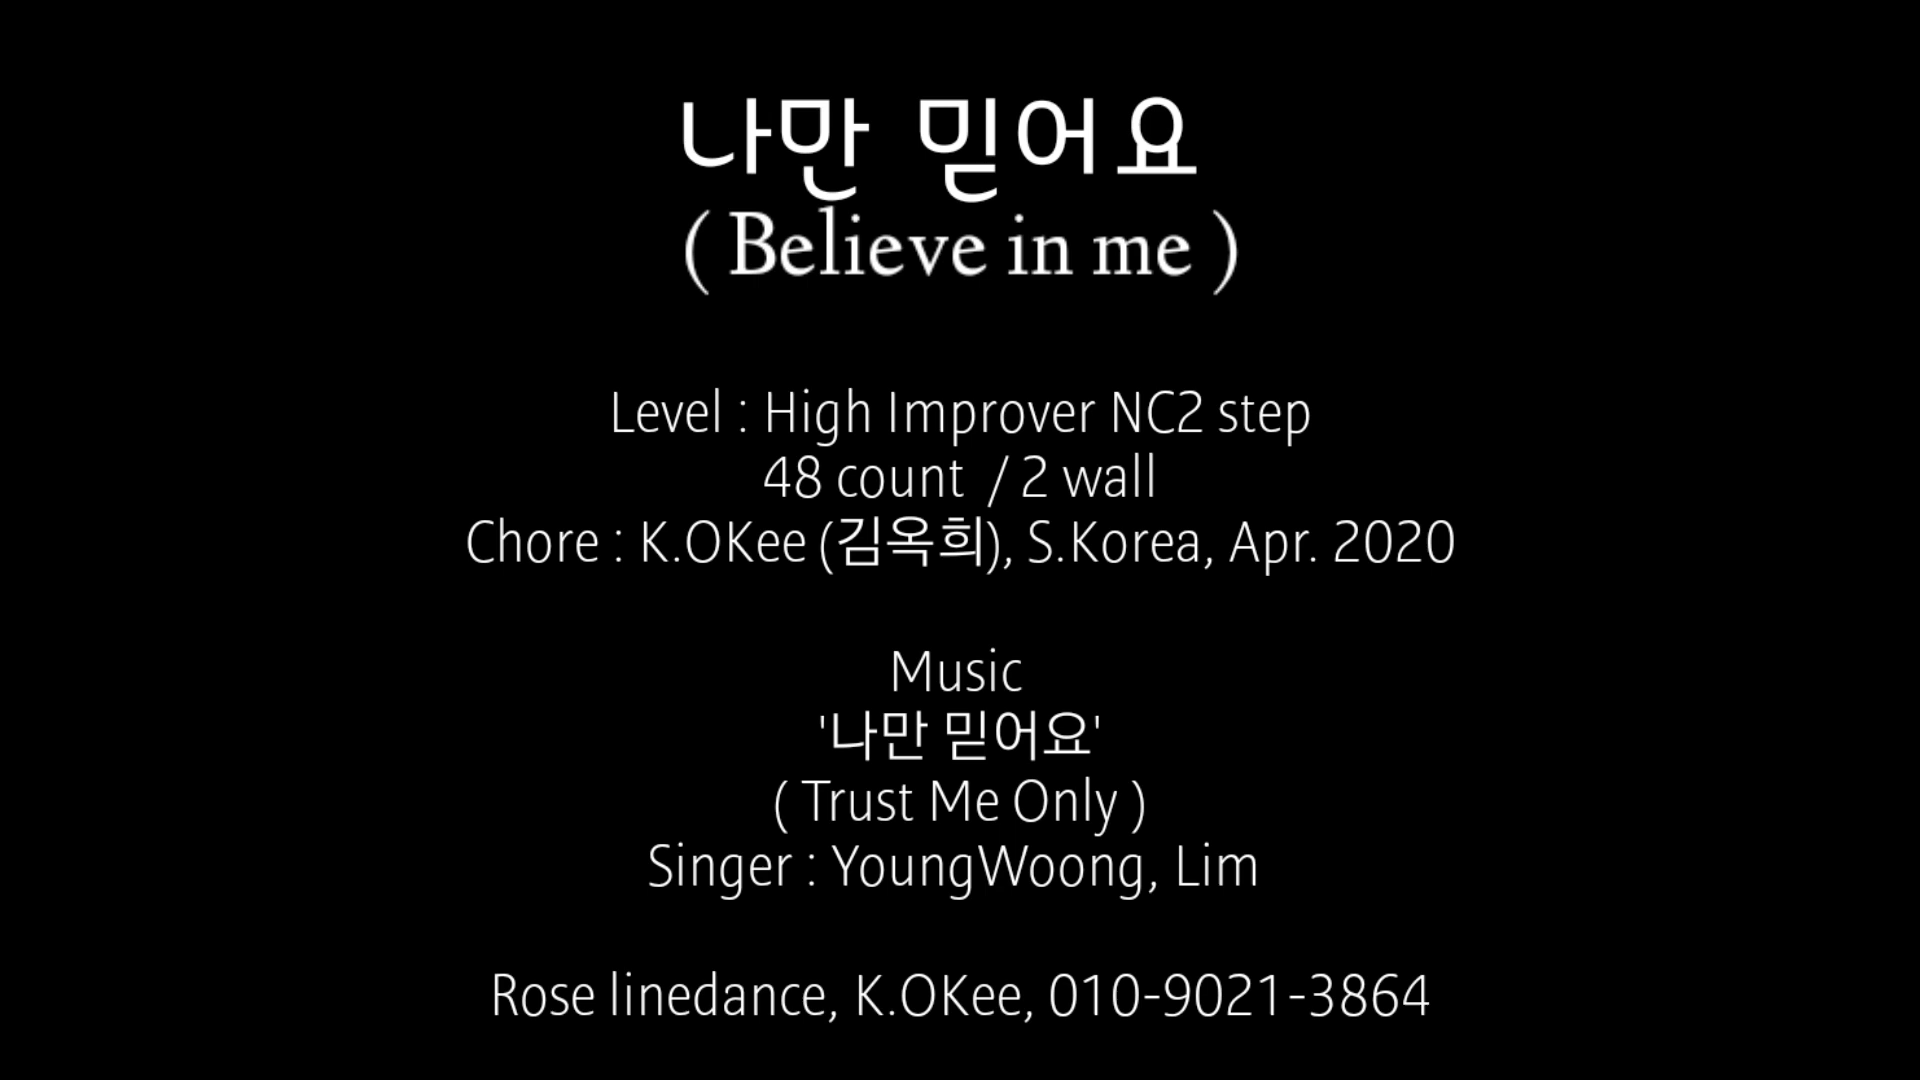 나만 믿어요
( Believe in me )
Level : High Improver NC2 step
48 count / 2 wall
Chore : K.OKee (김옥희), S.Korea, Apr. 2020
Music
'나만 믿어요'
( Trust Me Only )
Singer : YoungWoong, Lim
Rose linedance, K.OKee, 010-9021-3864